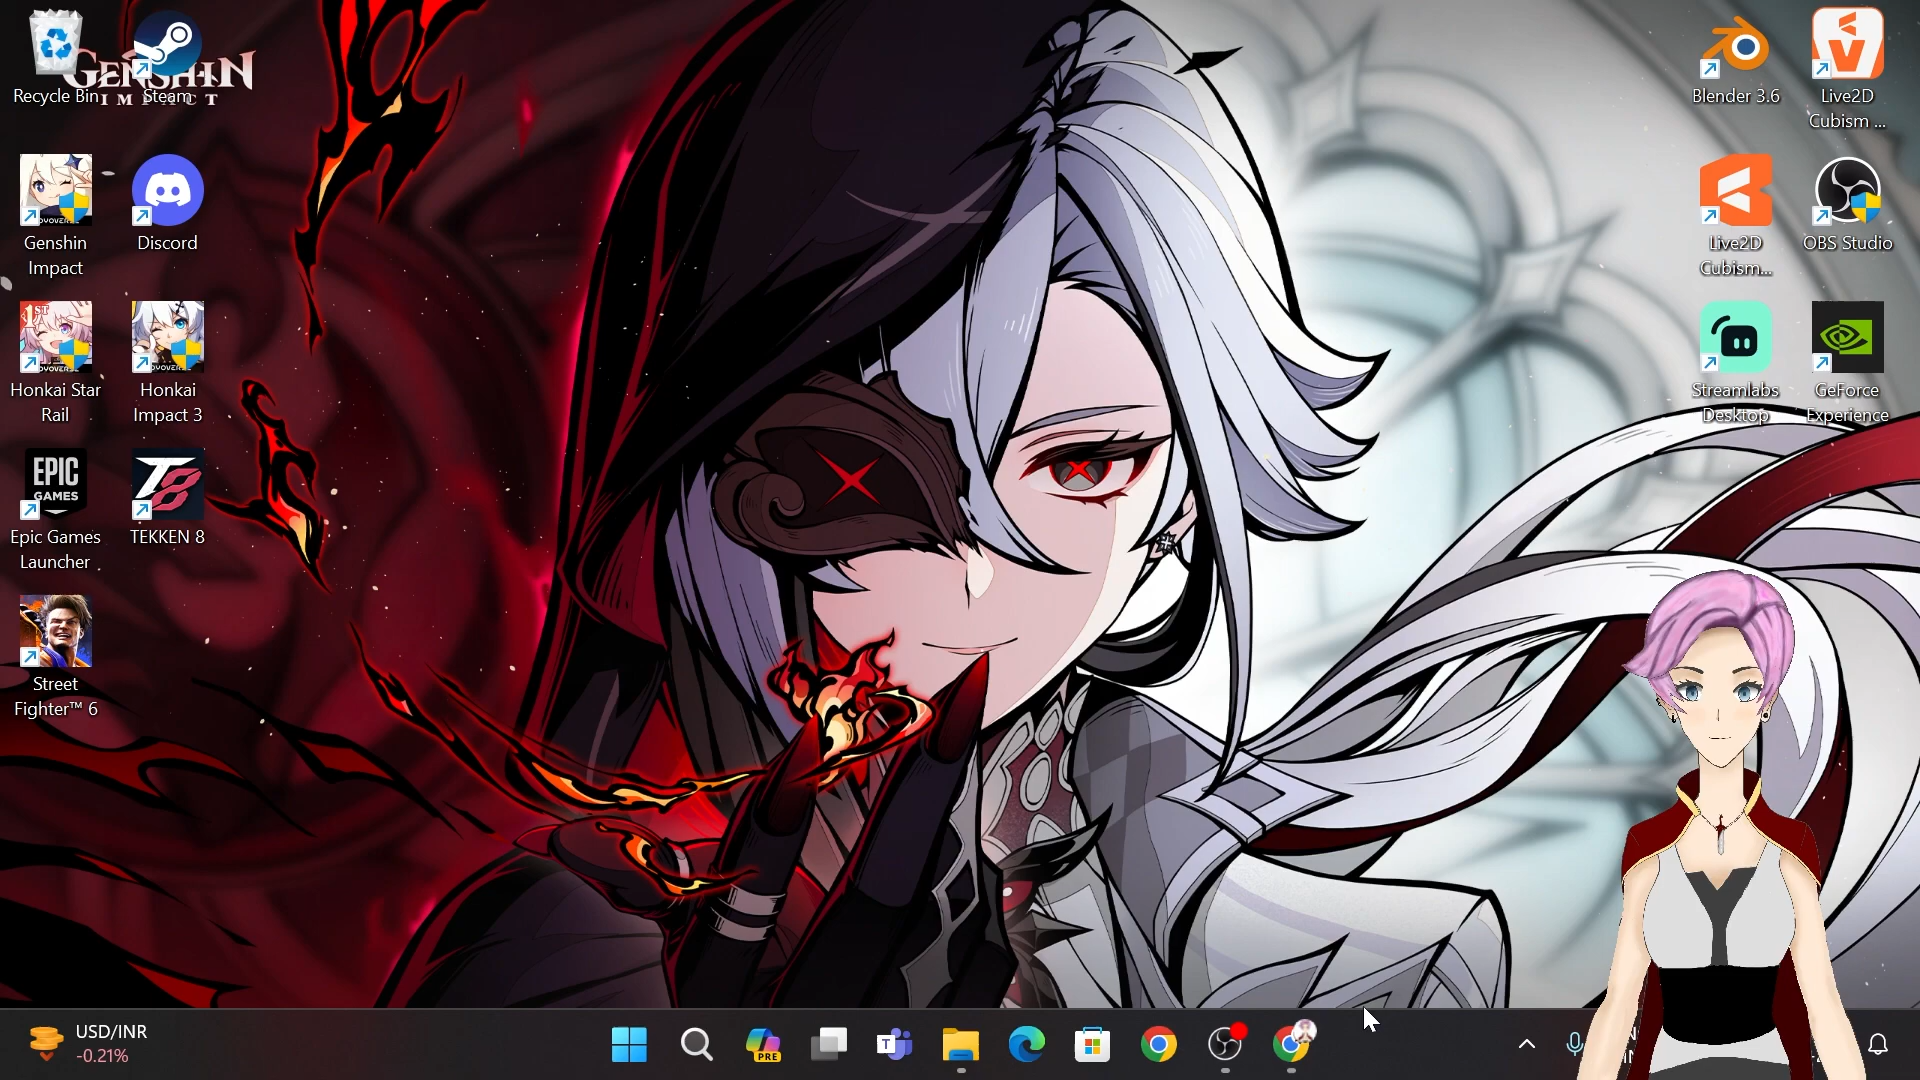 GENSHIN
IMPACT
Recycle Bin
Steam
Genshin
Impact
Discord
Honkai Star
Rail
Honkai
Impact 3
EPIC
GAMES
Epic Games
Launcher
T8
TEKKEN 8
Street
Fighter™ 6
Blender 3.6
Live2D
Cubism ...
Live2D
Cubism...
OBS Studio
Streamlabs
Desktop
GeForce
Experience
1ST
USD/INR
-0.21%
PRE
T